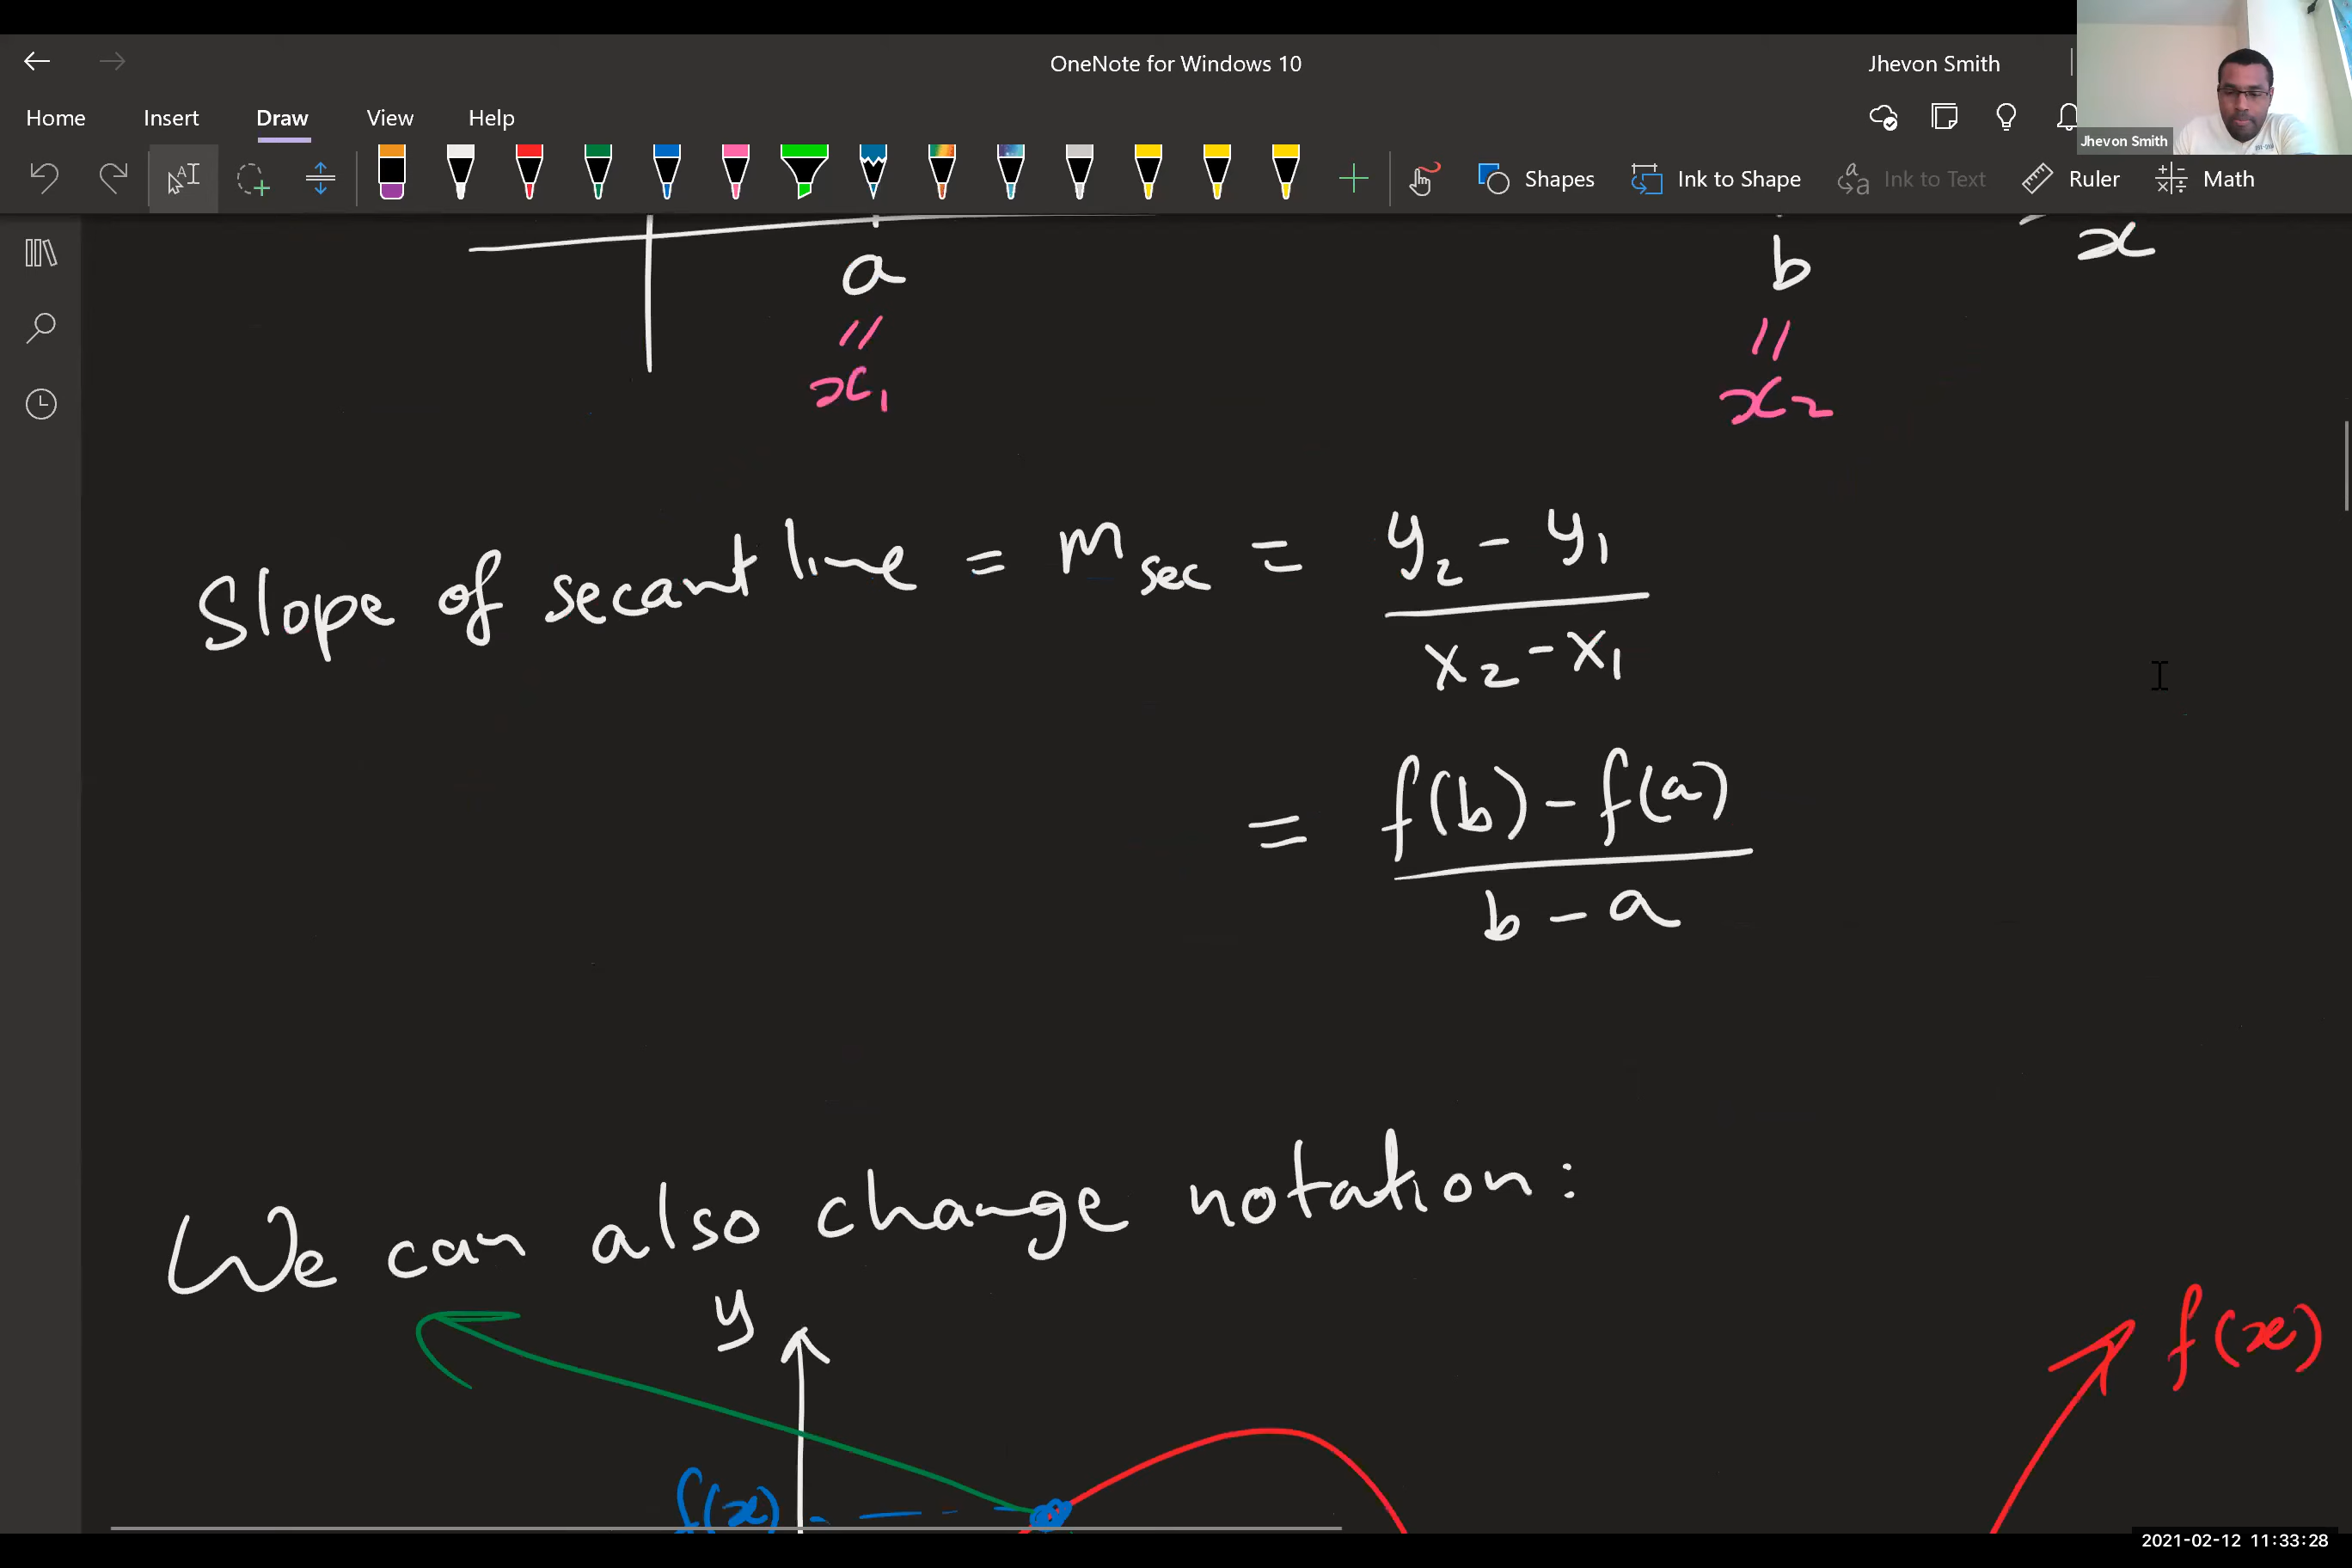 OneNote for Windows 10
Jhevon Smith
Home Insert Draw View Help
Jhevon Smith
Shapes Ink to Shape Ink to Text Ruler Math
a b x
= =
x₁ x₂
Slope of secant line = m_sec = (y₂ - y₁)/(x₂ - x₁)
= (f(b) - f(a))/(b - a)
We can also change notation:
y
f(x)
f(x)
2021-02-12 11:33:28